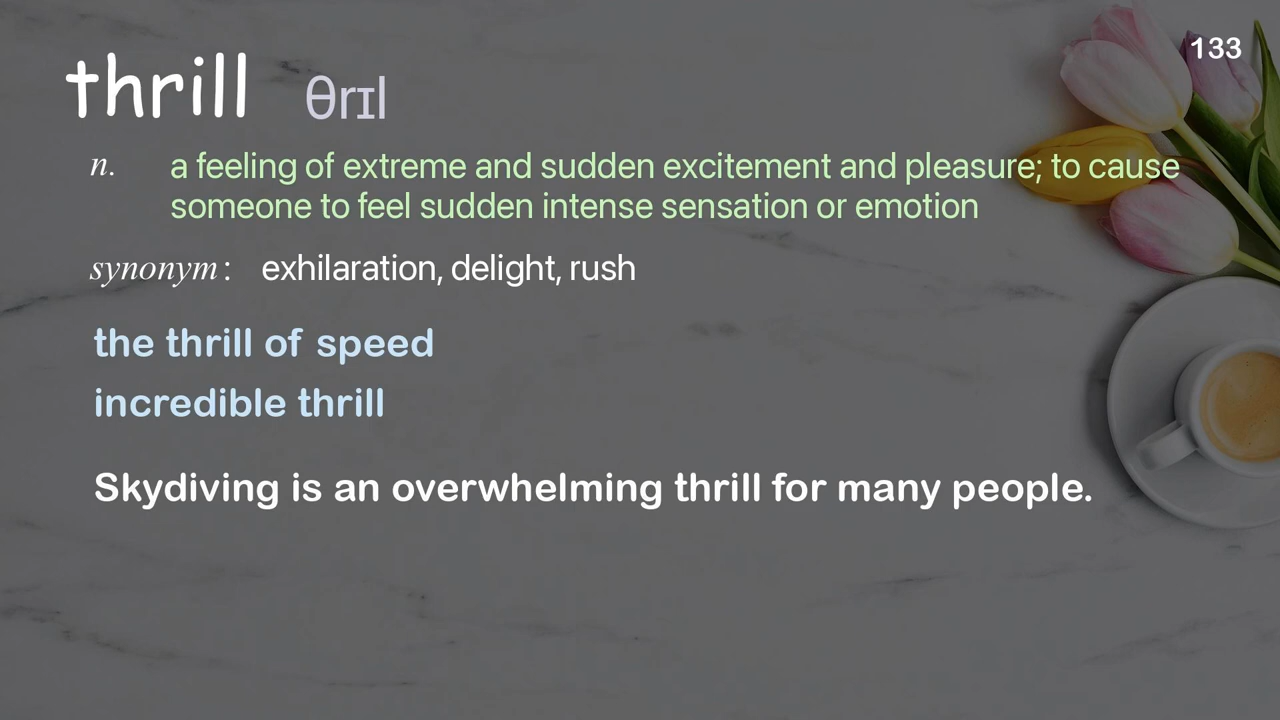 133
thrill θrɪl
n. a feeling of extreme and sudden excitement and pleasure; to cause
someone to feel sudden intense sensation or emotion
synonym: exhilaration, delight, rush
the thrill of speed
incredible thrill
Skydiving is an overwhelming thrill for many people.